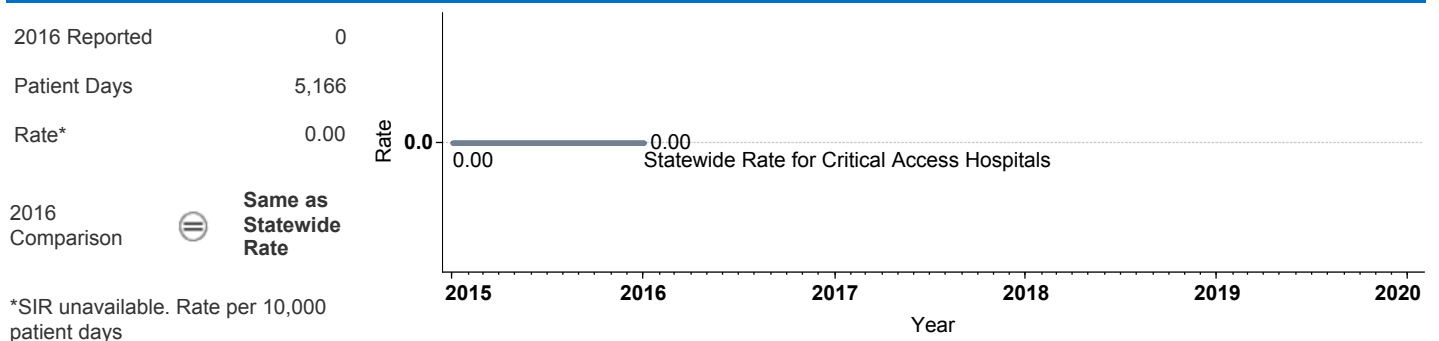 2016 Reported 0
Patient Days 5,166
Rate* 0.00
2016
Comparison
Same as
Statewide
Rate
*SIR unavailable. Rate per 10,000
patient days
Rate
0.0
0.00
0.00
Statewide Rate for Critical Access Hospitals
2015 2016 2017 2018 2019 2020
Year